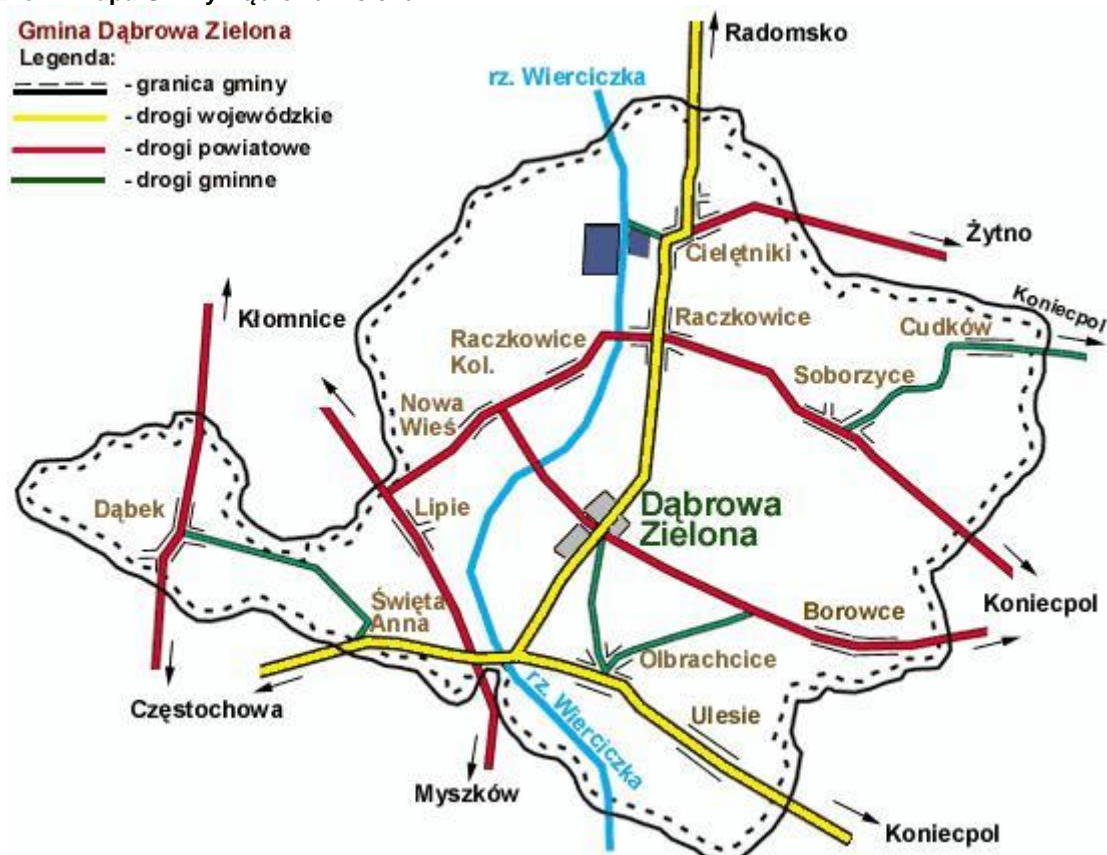 Gmina Dąbrowa Zielona
Legenda:
- granica gminy
- drogi wojewódzkie
- drogi powiatowe
- drogi gminne
Radomsko
rz. Wierciczka
Żytno
Cielętniki
Koniecpol
Kłomnice
Raczkowice
Cudków
Raczkowice
Kol.
Soborzyce
Nowa
Wieś
Dąbek
Lipie
Dąbrowa
Zielona
Święta
Anna
Borowce
Koniecpol
Olbrachcice
Częstochowa
rz. Wierciczka
Ulesie
Myszków
Koniecpol